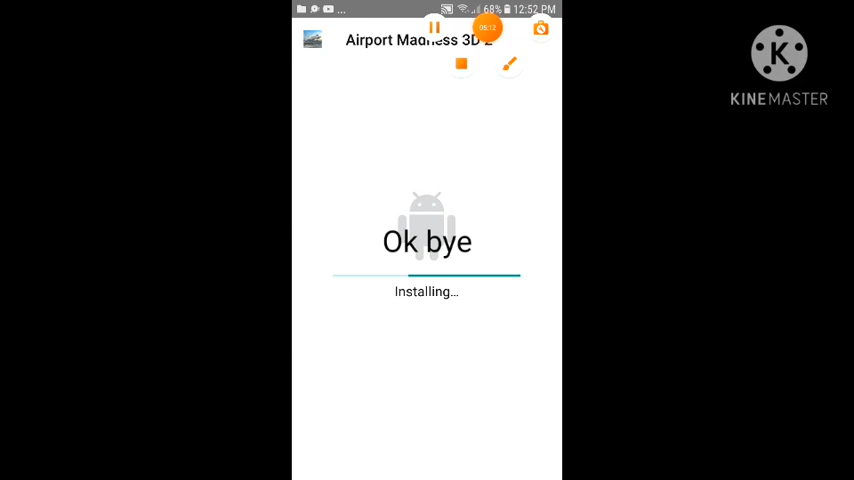 68% 12:52 PM
Airport Madness 3D 2
05:12
Ok bye
Installing...
K
KINEMASTER